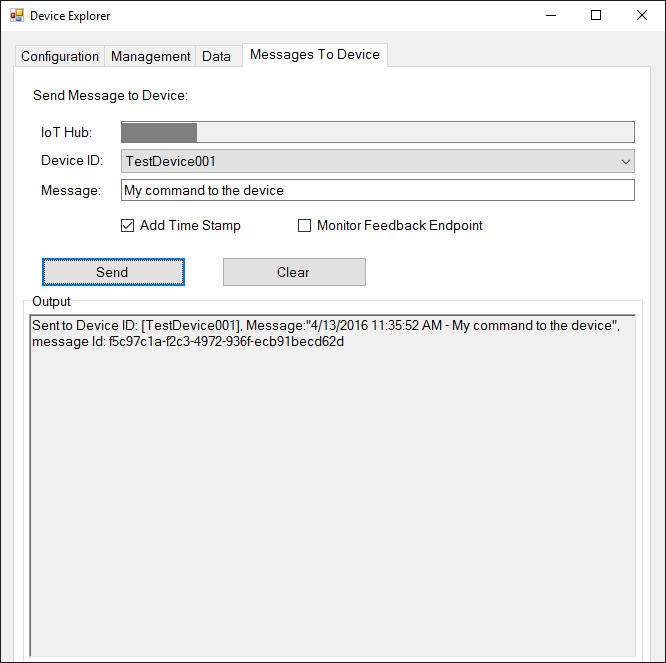 Device Explorer
Configuration Management Data Messages To Device
Send Message to Device:
IoT Hub:
Device ID: TestDevice001
Message: My command to the device
Add Time Stamp Monitor Feedback Endpoint
Send Clear
Output
Sent to Device ID: [TestDevice001], Message:"4/13/2016 11:35:52 AM - My command to the device",
message Id: f5c97c1a-f2c3-4972-936f-ecb91becd62d